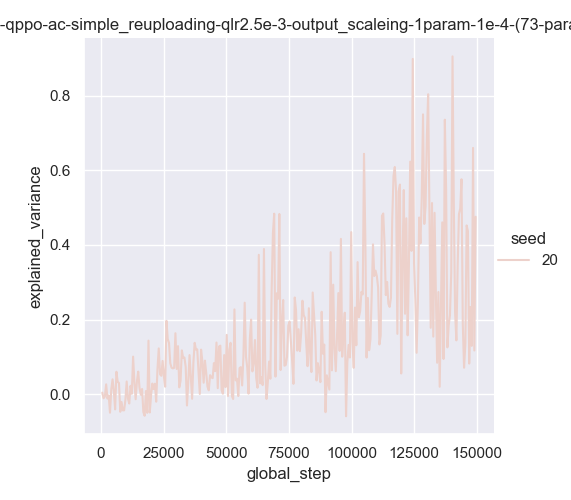 -qppo-ac-simple_reuploading-qlr2.5e-3-output_scaleing-1param-1e-4-(73-para
0.8
0.6
0.4
0.2
0.0
explained_variance
0 25000 50000 75000 100000 125000 150000
global_step
seed
20